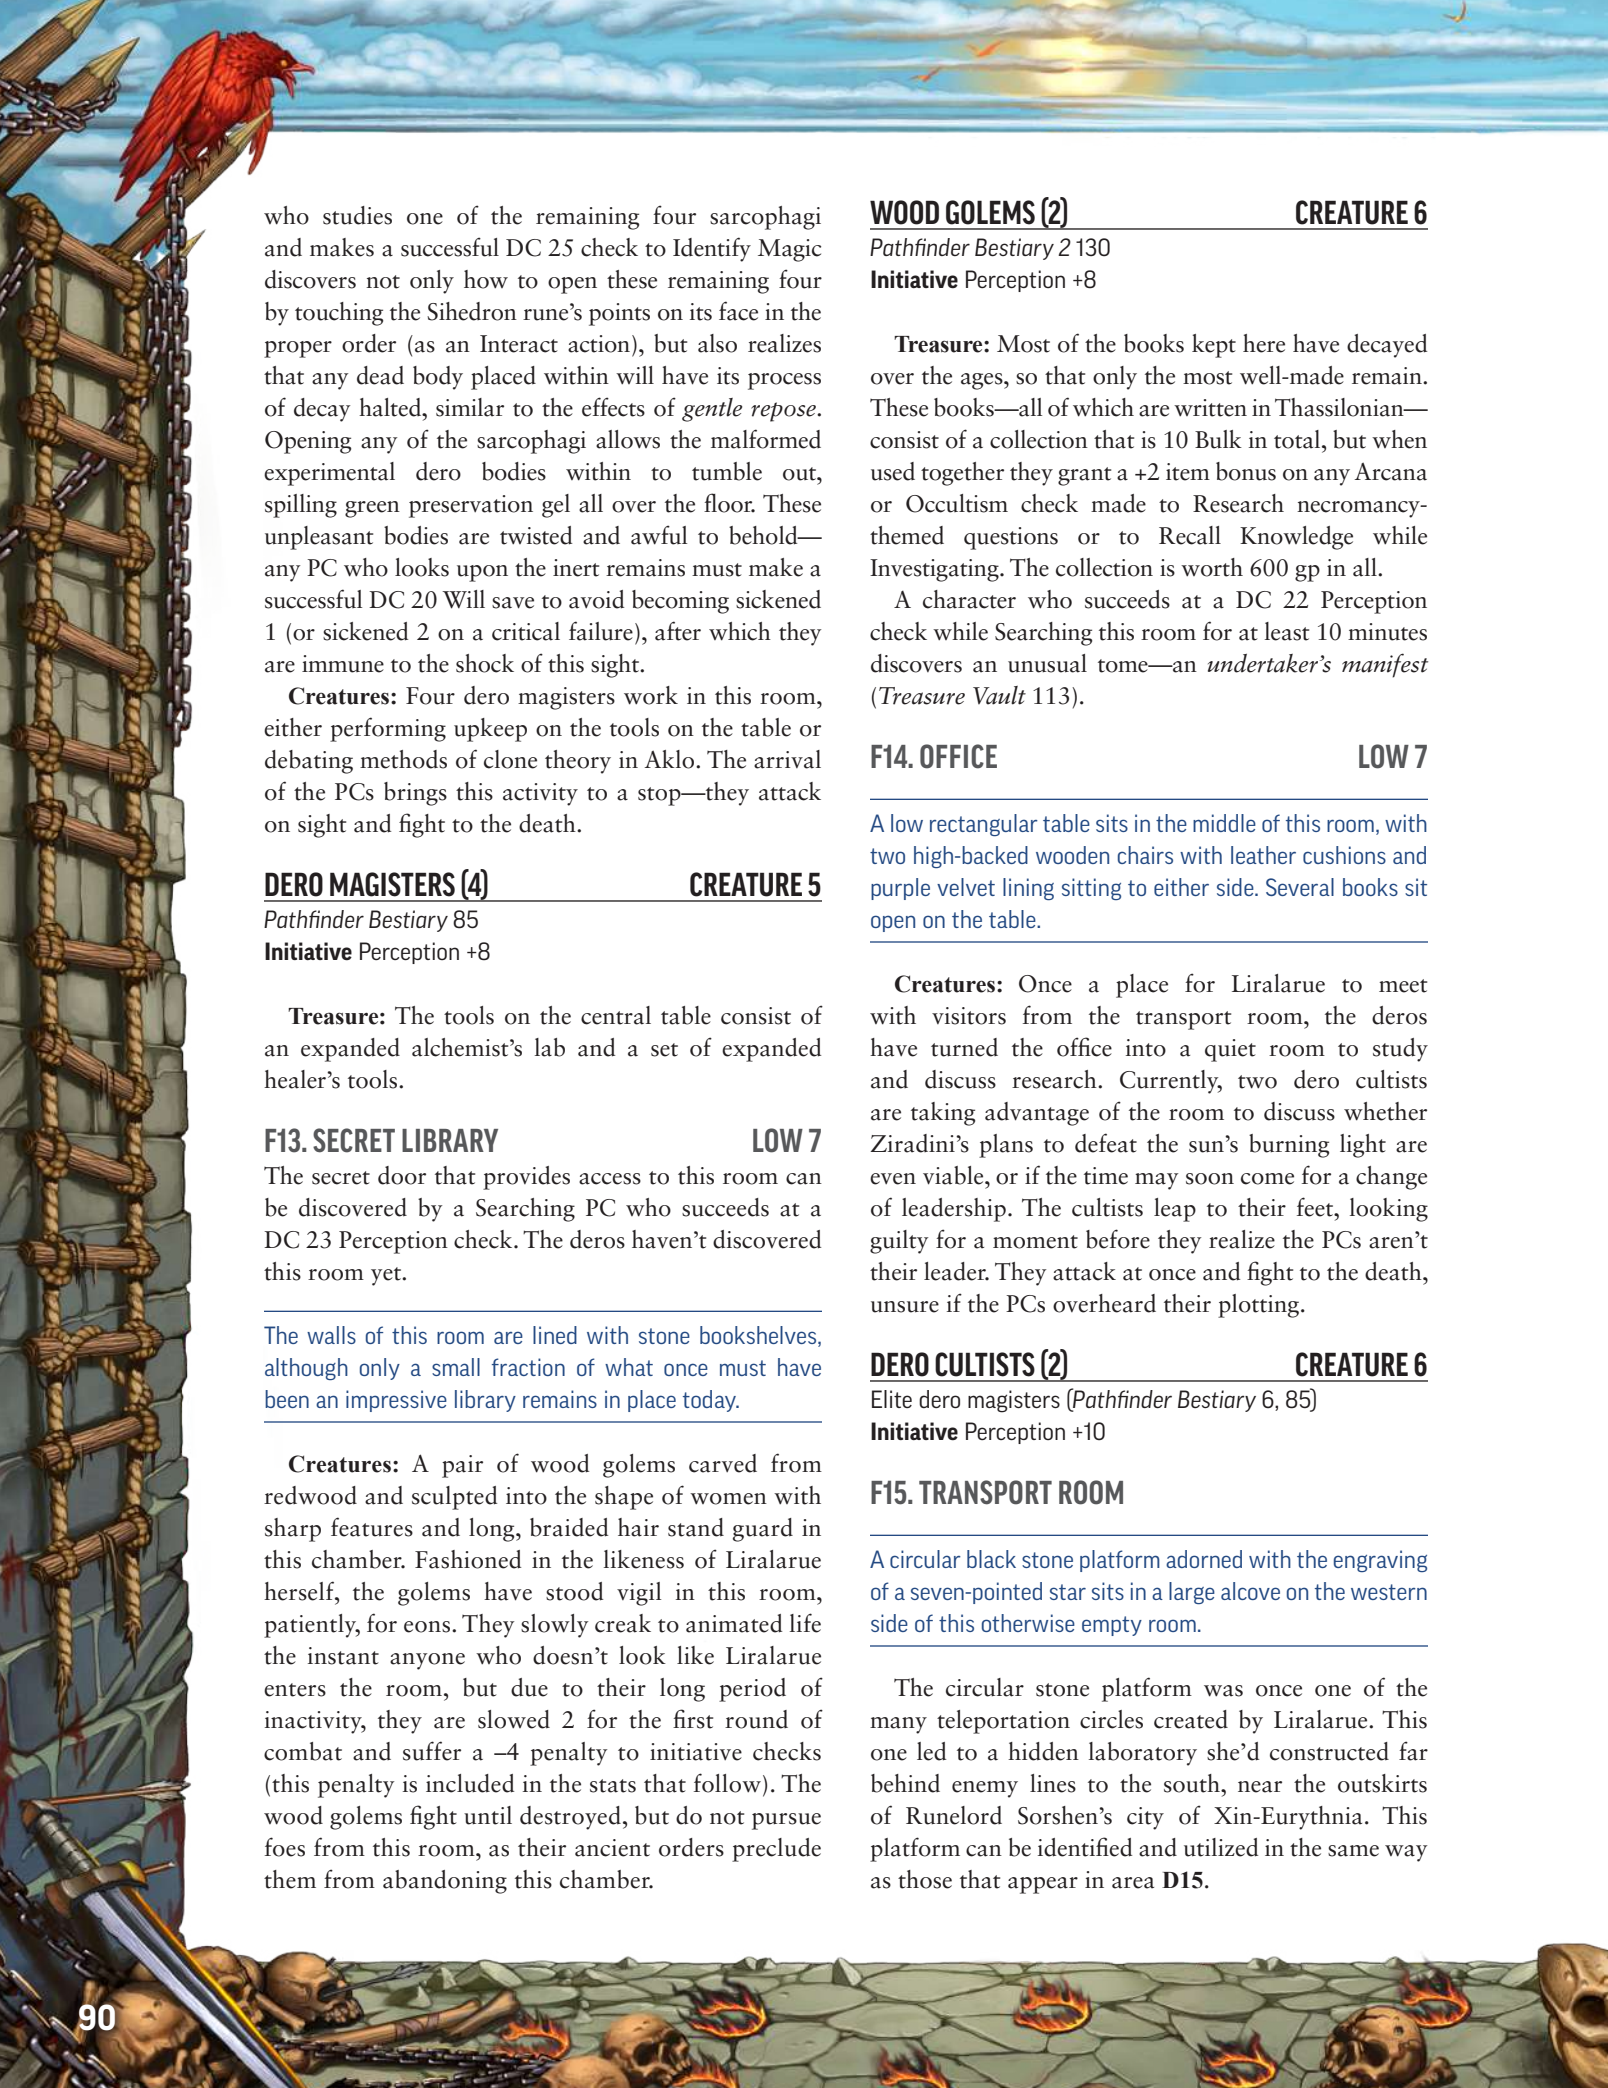 who studies one of the remaining four sarcophagi
and makes a successful DC 25 check to Identify Magic
discovers not only how to open these remaining four
by touching the Sihedron rune’s points on its face in the
proper order (as an Interact action), but also realizes
that any dead body placed within will have its process
of decay halted, similar to the effects of gentle repose.
Opening any of the sarcophagi allows the malformed
experimental dero bodies within to tumble out,
spilling green preservation gel all over the floor. These
unpleasant bodies are twisted and awful to behold—
any PC who looks upon the inert remains must make a
successful DC 20 Will save to avoid becoming sickened
1 (or sickened 2 on a critical failure), after which they
are immune to the shock of this sight.
Creatures: Four dero magisters work in this room,
either performing upkeep on the tools on the table or
debating methods of clone theory in Aklo. The arrival
of the PCs brings this activity to a stop—they attack
on sight and fight to the death.
DERO MAGISTERS (4) CREATURE 5
Pathfinder Bestiary 85
Initiative Perception +8
Treasure: The tools on the central table consist of
an expanded alchemist’s lab and a set of expanded
healer’s tools.
F13. SECRET LIBRARY LOW 7
The secret door that provides access to this room can
be discovered by a Searching PC who succeeds at a
DC 23 Perception check. The deros haven’t discovered
this room yet.
The walls of this room are lined with stone bookshelves,
although only a small fraction of what once must have
been an impressive library remains in place today.
Creatures: A pair of wood golems carved from
redwood and sculpted into the shape of women with
sharp features and long, braided hair stand guard in
this chamber. Fashioned in the likeness of Liralarue
herself, the golems have stood vigil in this room,
patiently, for eons. They slowly creak to animated life
the instant anyone who doesn’t look like Liralarue
enters the room, but due to their long period of
inactivity, they are slowed 2 for the first round of
combat and suffer a –4 penalty to initiative checks
(this penalty is included in the stats that follow). The
wood golems fight until destroyed, but do not pursue
foes from this room, as their ancient orders preclude
them from abandoning this chamber.
WOOD GOLEMS (2) CREATURE 6
Pathfinder Bestiary 2 130
Initiative Perception +8
Treasure: Most of the books kept here have decayed
over the ages, so that only the most well-made remain.
These books—all of which are written in Thassilonian—
consist of a collection that is 10 Bulk in total, but when
used together they grant a +2 item bonus on any Arcana
or Occultism check made to Research necromancy-
themed questions or to Recall Knowledge while
Investigating. The collection is worth 600 gp in all.
A character who succeeds at a DC 22 Perception
check while Searching this room for at least 10 minutes
discovers an unusual tome—an undertaker’s manifest
(Treasure Vault 113).
F14. OFFICE LOW 7
A low rectangular table sits in the middle of this room, with
two high-backed wooden chairs with leather cushions and
purple velvet lining sitting to either side. Several books sit
open on the table.
Creatures: Once a place for Liralarue to meet
with visitors from the transport room, the deros
have turned the office into a quiet room to study
and discuss research. Currently, two dero cultists
are taking advantage of the room to discuss whether
Ziradini’s plans to defeat the sun’s burning light are
even viable, or if the time may soon come for a change
of leadership. The cultists leap to their feet, looking
guilty for a moment before they realize the PCs aren’t
their leader. They attack at once and fight to the death,
unsure if the PCs overheard their plotting.
DERO CULTISTS (2) CREATURE 6
Elite dero magisters (Pathfinder Bestiary 6, 85)
Initiative Perception +10
F15. TRANSPORT ROOM
A circular black stone platform adorned with the engraving
of a seven-pointed star sits in a large alcove on the western
side of this otherwise empty room.
The circular stone platform was once one of the
many teleportation circles created by Liralarue. This
one led to a hidden laboratory she’d constructed far
behind enemy lines to the south, near the outskirts
of Runelord Sorshen’s city of Xin-Eurythnia. This
platform can be identified and utilized in the same way
as those that appear in area D15.
90